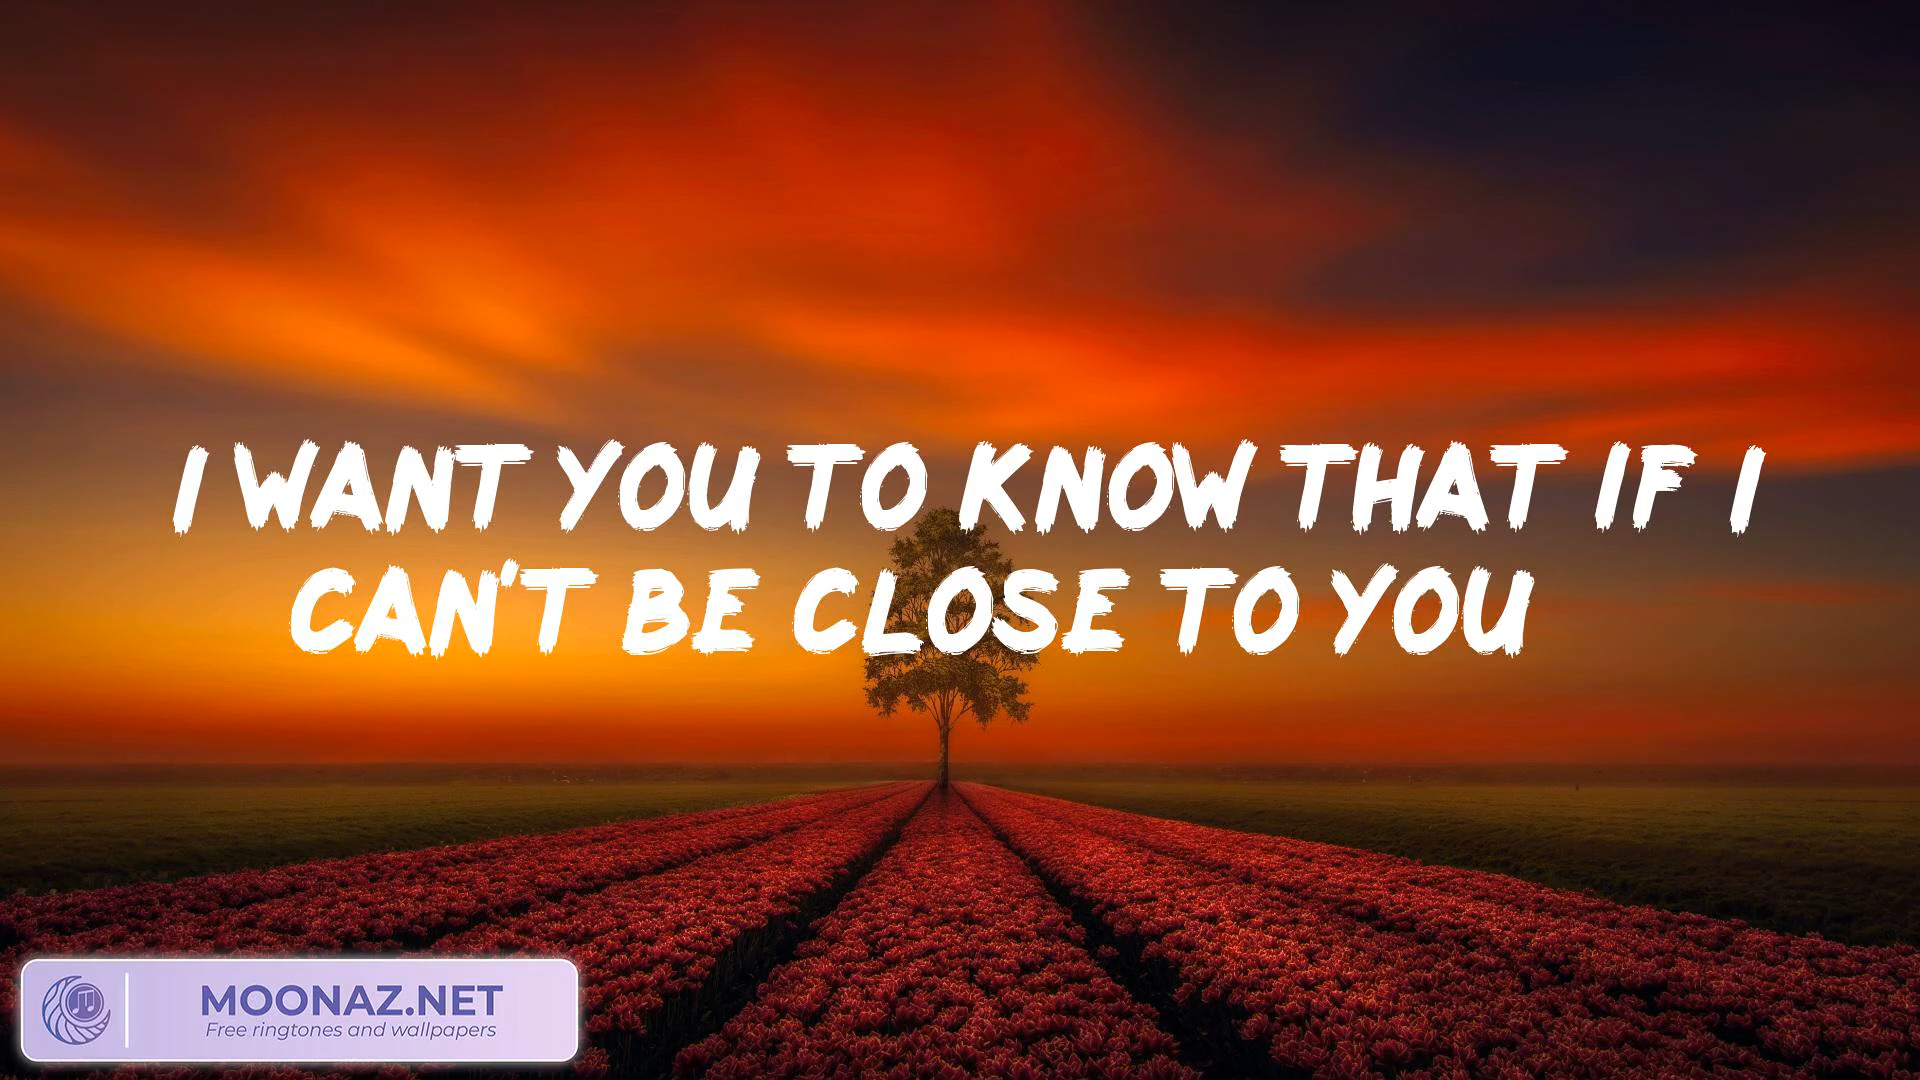 I WANT YOU TO KNOW THAT IF I
CAN'T BE CLOSE TO YOU
MOONAZ.NET
Free ringtones and wallpapers